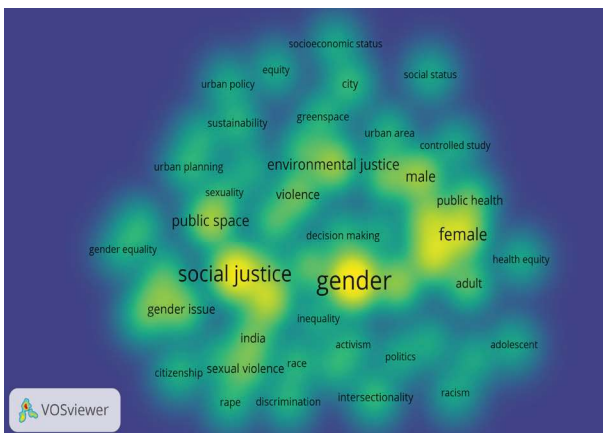 socioeconomic status
equity
social status
urban policy
city
greenspace
sustainability
urban area
controlled study
urban planning
environmental justice
male
sexuality
violence
public health
public space
decision making
female
gender equality
health equity
social justice
gender
adult
gender issue
inequality
india
activism
politics
adolescent
citizenship
sexual violence
race
rape
discrimination
intersectionality
racism
VOSviewer